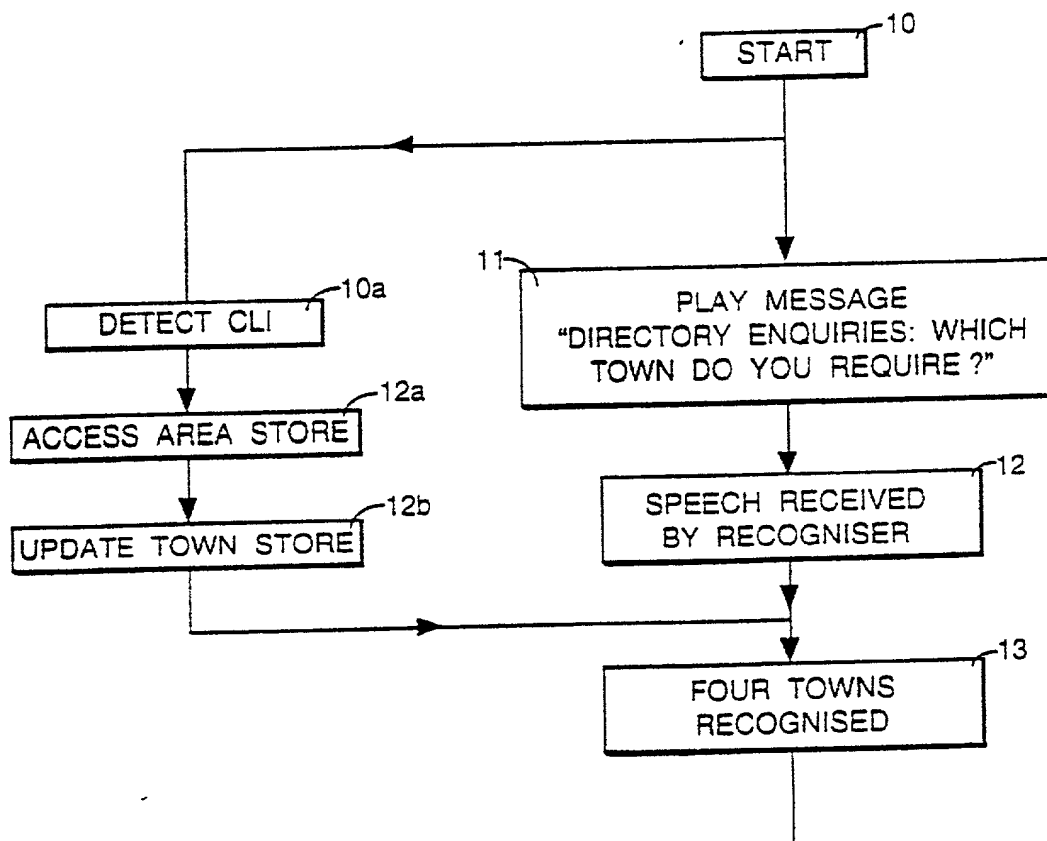 10
START
11
PLAY MESSAGE
“DIRECTORY ENQUIRIES: WHICH
TOWN DO YOU REQUIRE?”
10a
DETECT CLI
12a
ACCESS AREA STORE
12
SPEECH RECEIVED
BY RECOGNISER
12b
UPDATE TOWN STORE
13
FOUR TOWNS
RECOGNISED